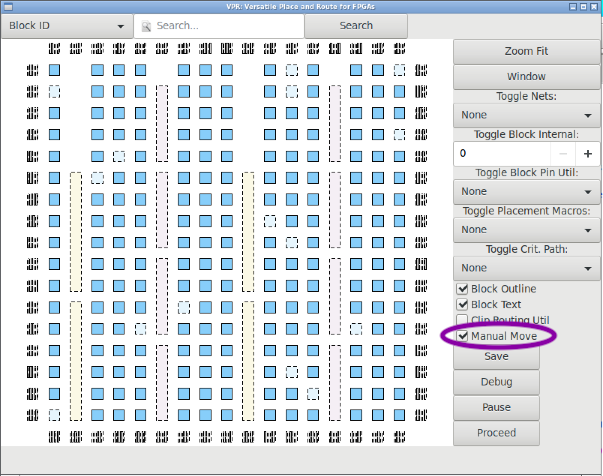 VPR: Versatile Place and Route for FPGAs
Block ID
Search...
Search
Zoom Fit
Window
Toggle Nets:
None
Toggle Block Internal:
0
Toggle Block Pin Util:
None
Toggle Placement Macros:
None
Toggle Crit. Path:
None
Block Outline
Block Text
Clip Routing Util
Manual Move
Save
Debug
Pause
Proceed